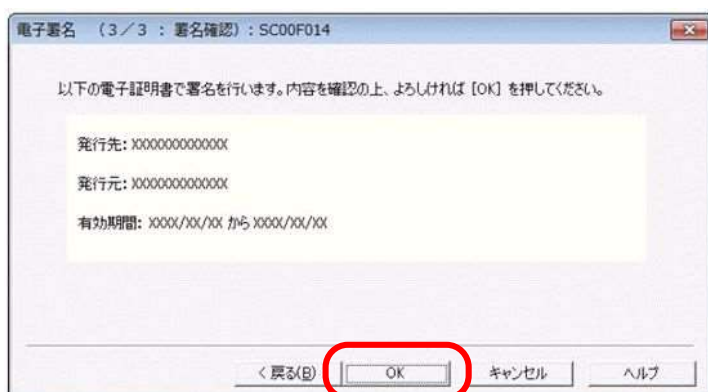 電子署名 (3/3 : 署名確認) : SC00F014
以下の電子証明書で署名を行います。内容を確認の上、よろしければ [OK] を押してください。
発行先: XXXXXXXXXXXXX
発行元: XXXXXXXXXXXXX
有効期間: XXXX/XX/XX から XXXX/XX/XX
< 戻る(B) OK キャンセル ヘルプ